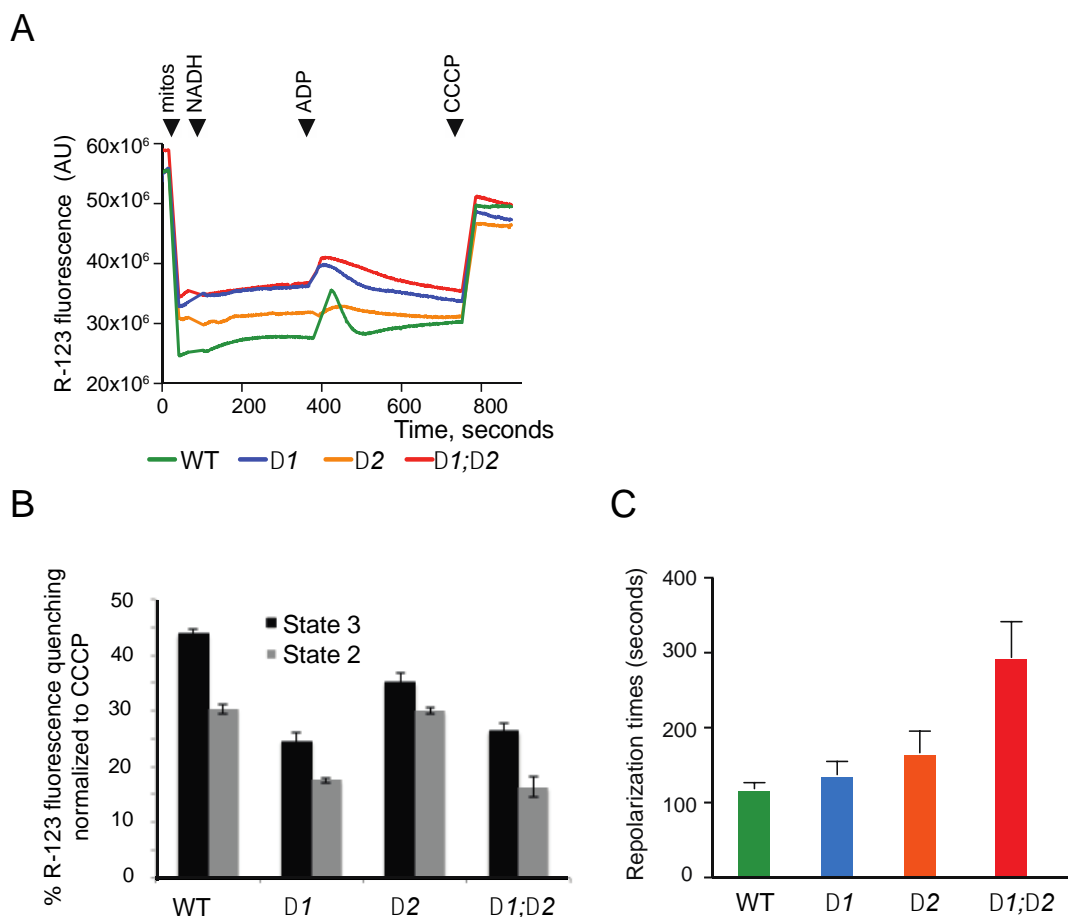 A
mitos
NADH
ADP
CCCP
R-123 fluorescence (AU)
60x10⁶
50x10⁶
40x10⁶
30x10⁶
20x10⁶
0 200 400 600 800
Time, seconds
WT D1 D2 D1;D2
B
% R-123 fluorescence quenching
normalized to CCCP
50
40
30
20
10
0
State 3
State 2
WT D1 D2 D1;D2
C
Repolarization times (seconds)
400
300
200
100
0
WT D1 D2 D1;D2